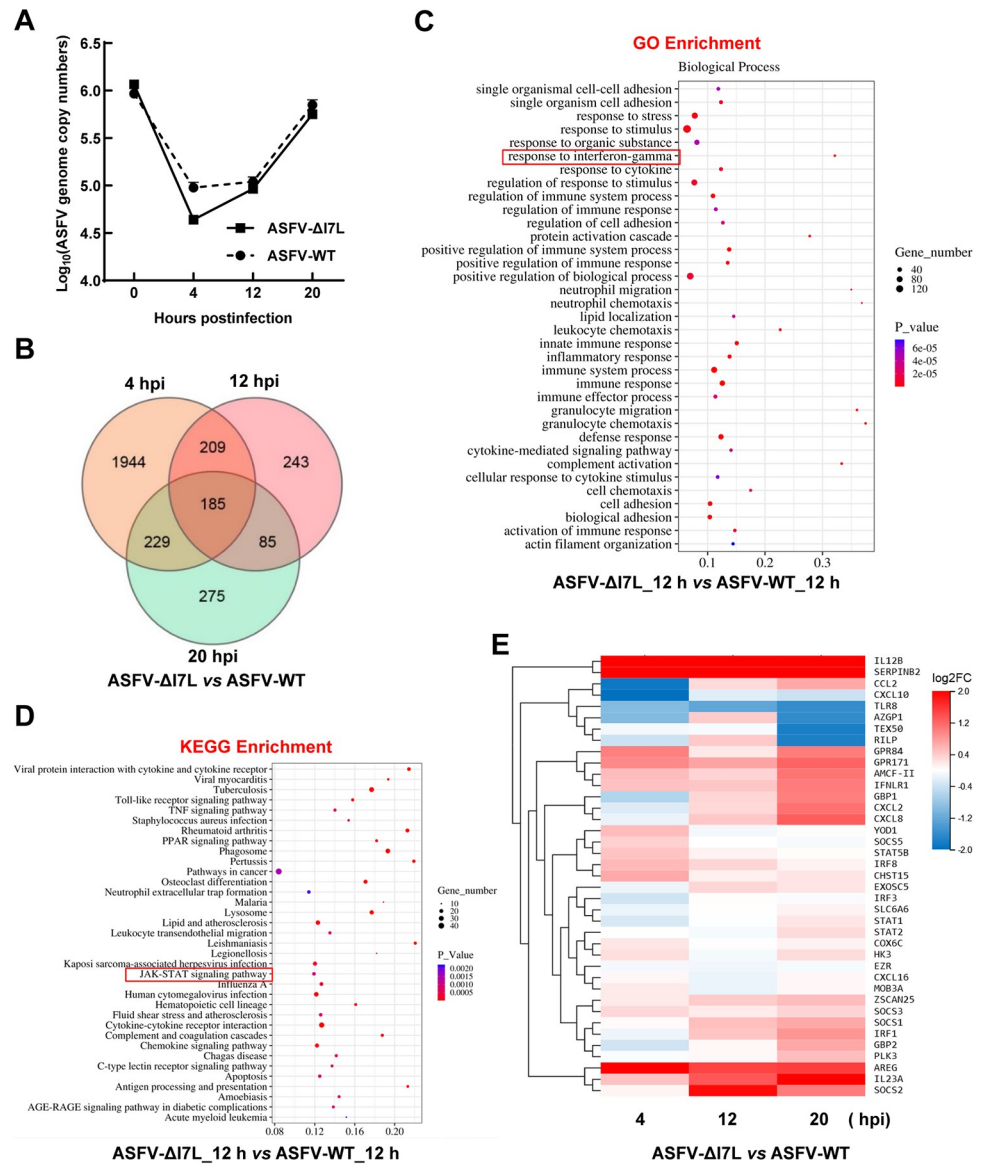 A
Log10(ASFV genome copy numbers)
6.5
6.0
5.5
5.0
4.5
4.0
ASFV-ΔI7L
ASFV-WT
0 4 12 20
Hours postinfection
B
4 hpi
12 hpi
1944
209
243
185
229
85
275
20 hpi
ASFV-ΔI7L vs ASFV-WT
C
GO Enrichment
Biological Process
single organismal cell-cell adhesion
single organism cell adhesion
response to stress
response to stimulus
response to organic substance
response to interferon-gamma
response to cytokine
regulation of response to stimulus
regulation of immune system process
regulation of immune response
regulation of cell adhesion
protein activation cascade
positive regulation of immune system process
positive regulation of immune response
positive regulation of biological process
neutrophil migration
neutrophil chemotaxis
lipid localization
leukocyte chemotaxis
innate immune response
inflammatory response
immune system process
immune response
immune effector process
granulocyte migration
granulocyte chemotaxis
defense response
cytokine-mediated signaling pathway
complement activation
cellular response to cytokine stimulus
cell chemotaxis
cell adhesion
biological adhesion
activation of immune response
actin filament organization
0.1 0.2 0.3
Gene_number
40
80
120
P_value
6e-05
4e-05
2e-05
ASFV-ΔI7L_12 h vs ASFV-WT_12 h
D
KEGG Enrichment
Viral protein interaction with cytokine and cytokine receptor
Viral myocarditis
Tuberculosis
Toll-like receptor signaling pathway
TNF signaling pathway
Staphylococcus aureus infection
Rheumatoid arthritis
PPAR signaling pathway
Phagosome
Pertussis
Pathways in cancer
Osteoclast differentiation
Neutrophil extracellular trap formation
Malaria
Lysosome
Lipid and atherosclerosis
Leukocyte transendothelial migration
Leishmaniasis
Legionellosis
Kaposi sarcoma-associated herpesvirus infection
JAK-STAT signaling pathway
Influenza A
Human cytomegalovirus infection
Hematopoietic cell lineage
Fluid shear stress and atherosclerosis
Cytokine-cytokine receptor interaction
Complement and coagulation cascades
Chemokine signaling pathway
Chagas disease
C-type lectin receptor signaling pathway
Apoptosis
Antigen processing and presentation
Amoebiasis
AGE-RAGE signaling pathway in diabetic complications
Acute myeloid leukemia
0.08 0.12 0.16 0.20
Gene_number
10
20
30
40
P_Value
0.0020
0.0015
0.0010
0.0005
ASFV-ΔI7L_12 h vs ASFV-WT_12 h
E
IL12B
SERPINB2
CCL2
CXCL10
TLR8
AZGP1
TEX50
RILP
GPR84
GPR171
AMCF-II
IFNLR1
GBP1
CXCL2
CXCL8
YOD1
SOCS5
STAT5B
IRF8
CHST15
EXOSC5
IRF3
SLC6A6
STAT1
STAT2
COX6C
HK3
EZR
CXCL16
MOB3A
ZSCAN25
SOCS3
SOCS1
IRF1
GBP2
PLK3
AREG
IL23A
SOCS2
log2FC
2.0
1.2
0.4
-0.4
-1.2
-2.0
4 12 20 ( hpi)
ASFV-ΔI7L vs ASFV-WT